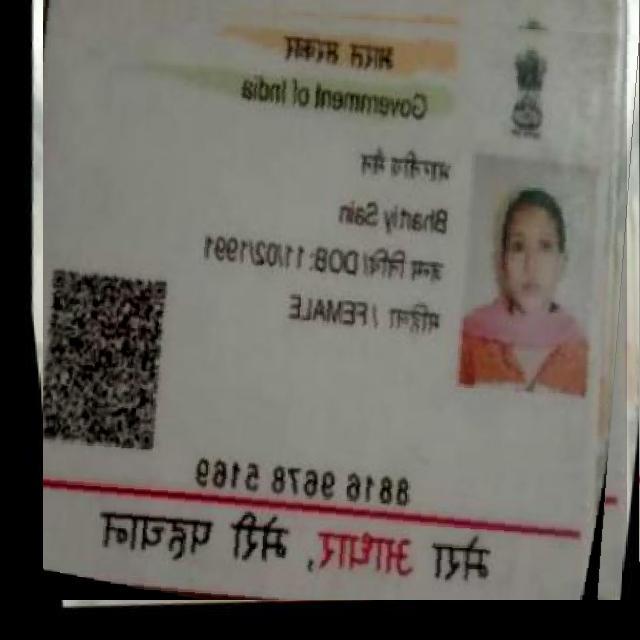 भारत सरकार
Government of India
भारतीय सैन
Bhartiy Sain
जन्म तिथि/ DOB: 11/02/1991
महिला / FEMALE
8816 9678 5169
मेरा आधार, मेरी पहचान